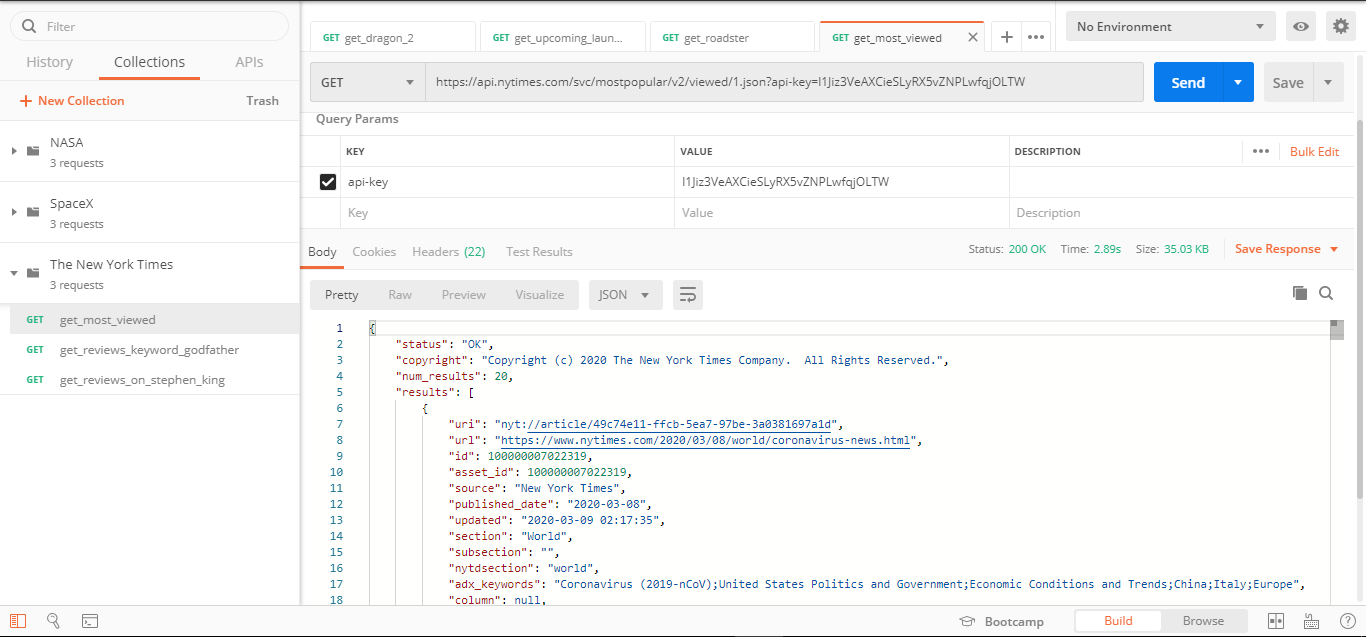 Filter
History Collections APIs
+ New Collection Trash
NASA
3 requests
SpaceX
3 requests
The New York Times
3 requests
GET get_most_viewed
GET get_reviews_keyword_godfather
GET get_reviews_on_stephen_king
GET get_dragon_2 GET get_upcoming_laun... GET get_roadster GET get_most_viewed
No Environment
GET https://api.nytimes.com/svc/mostpopular/v2/viewed/1.json?api-key=I1Jiz3VeAXCieSLyRX5vZNPLwfqjOLTW Send Save
Query Params
KEY VALUE DESCRIPTION Bulk Edit
api-key I1Jiz3VeAXCieSLyRX5vZNPLwfqjOLTW
Key Value Description
Body Cookies Headers (22) Test Results Status: 200 OK Time: 2.89s Size: 35.03 KB Save Response
Pretty Raw Preview Visualize JSON
1 {
2 "status": "OK",
3 "copyright": "Copyright (c) 2020 The New York Times Company.  All Rights Reserved.",
4 "num_results": 20,
5 "results": [
6 {
7 "uri": "nyt://article/49c74e11-ffcb-5ea7-97be-3a0381697a1d",
8 "url": "https://www.nytimes.com/2020/03/08/world/coronavirus-news.html",
9 "id": 100000007022319,
10 "asset_id": 100000007022319,
11 "source": "New York Times",
12 "published_date": "2020-03-08",
13 "updated": "2020-03-09 02:17:35",
14 "section": "World",
15 "subsection": "",
16 "nytdsection": "world",
17 "adx_keywords": "Coronavirus (2019-nCoV);United States Politics and Government;Economic Conditions and Trends;China;Italy;Europe",
18 "column": null,
Bootcamp Build Browse